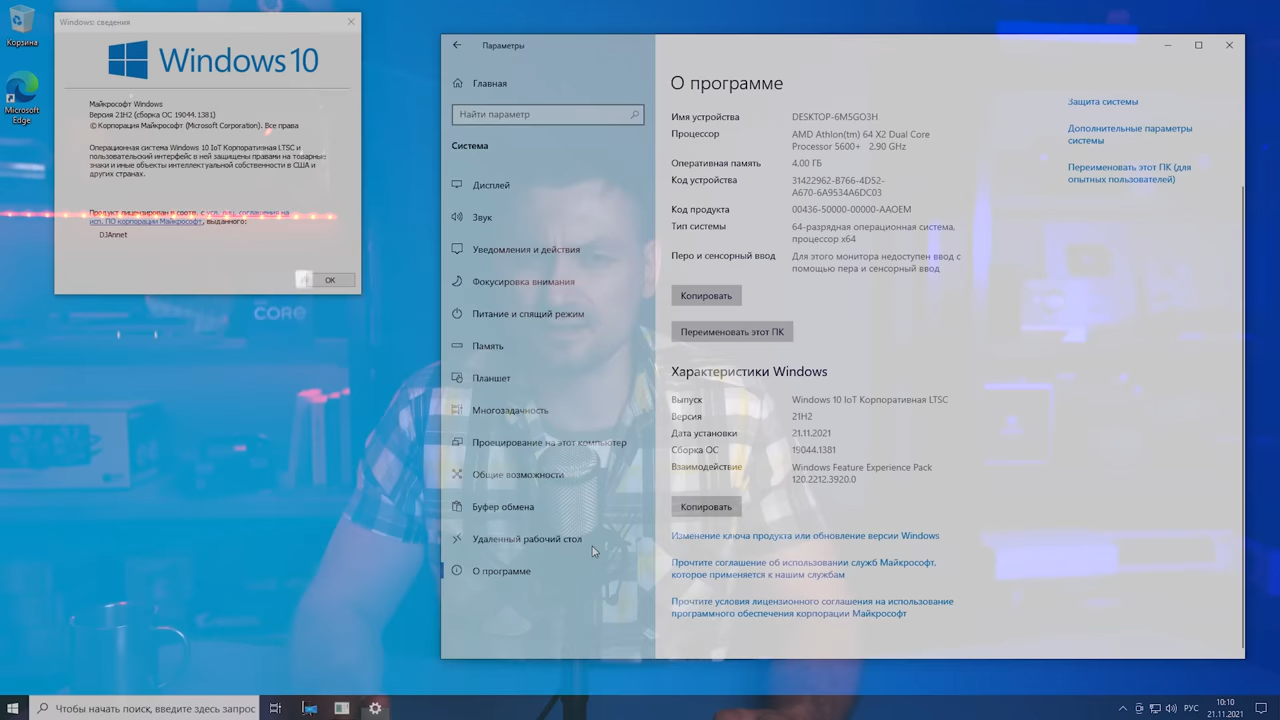 Корзина
Microsoft
Edge
Windows: сведения
Windows 10
Майкрософт Windows
Версия 21H2 (сборка ОС 19044.1381)
© Корпорация Майкрософт (Microsoft Corporation). Все права
Операционная система Windows 10 IoT Корпоративная LTSC и
пользовательский интерфейс в ней защищены правами на товарные
знаки и иные объекты интеллектуальной собственности в США и
других странах.
Продукт лицензирован в соотв. с усл. лиц. соглашения на
исп. ПО корпорации Майкрософт, выданного:
DJAnnet
ОК
CORE
Параметры
Главная
Найти параметр
Система
Дисплей
Звук
Уведомления и действия
Фокусировка внимания
Питание и спящий режим
Память
Планшет
Многозадачность
Проецирование на этот компьютер
Общие возможности
Буфер обмена
Удаленный рабочий стол
О программе
О программе
Имя устройства DESKTOP-6M5GO3H
Процессор AMD Athlon(tm) 64 X2 Dual Core
Processor 5600+ 2.90 GHz
Оперативная память 4,00 ГБ
Код устройства 31422962-B766-4D52-
A670-6A9534A6DC03
Код продукта 00436-50000-00000-AAOEM
Тип системы 64-разрядная операционная система,
процессор x64
Перо и сенсорный ввод Для этого монитора недоступен ввод с
помощью пера и сенсорный ввод
Копировать
Переименовать этот ПК
Характеристики Windows
Выпуск Windows 10 IoT Корпоративная LTSC
Версия 21H2
Дата установки 21.11.2021
Сборка ОС 19044.1381
Взаимодействие Windows Feature Experience Pack
120.2212.3920.0
Копировать
Изменение ключа продукта или обновление версии Windows
Прочтите соглашение об использовании служб Майкрософт,
которое применяется к нашим службам
Прочтите условия лицензионного соглашения на использование
программного обеспечения корпорации Майкрософт
Защита системы
Дополнительные параметры
системы
Переименовать этот ПК (для
опытных пользователей)
Чтобы начать поиск, введите здесь запрос
РУС
10:10
21.11.2021